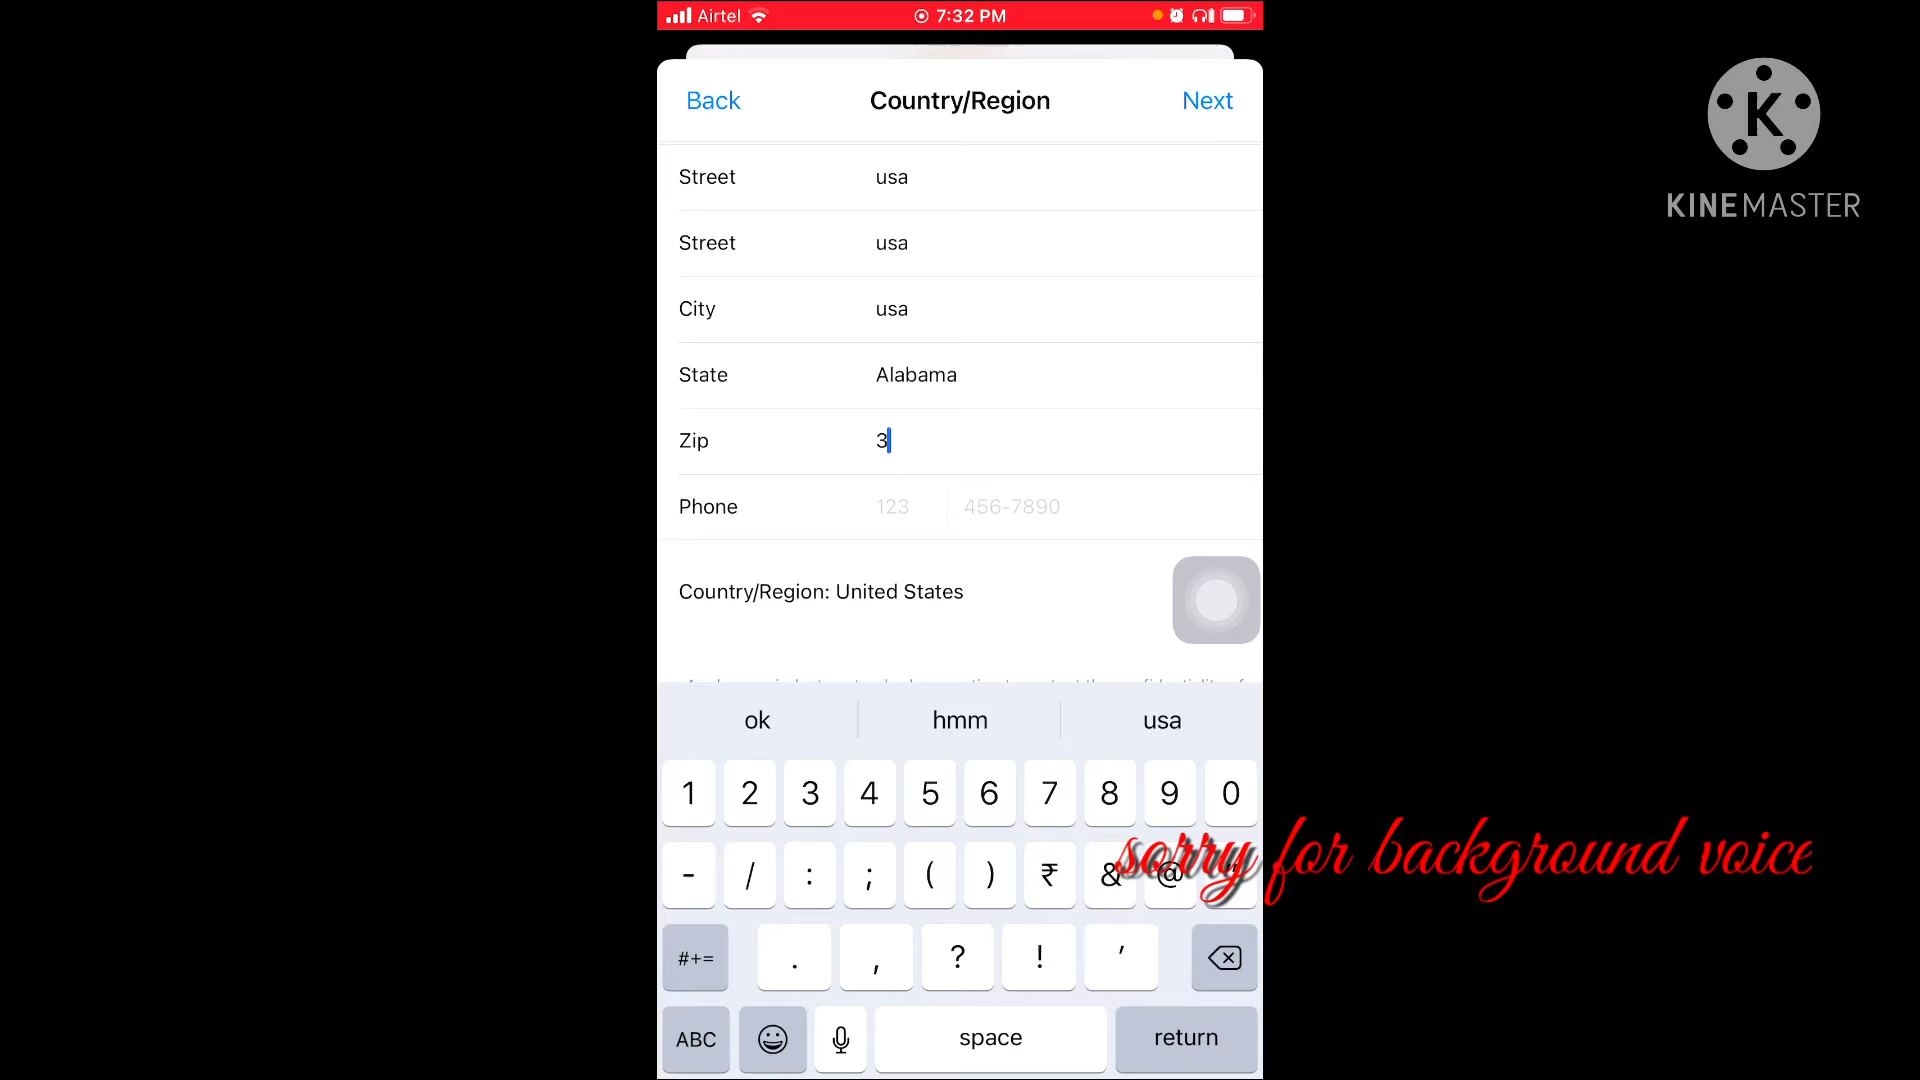 Airtel 7:32 PM
Back Country/Region Next
Street usa
Street usa
City usa
State Alabama
Zip 3
Phone 123 456-7890
Country/Region: United States
ok hmm usa
1 2 3 4 5 6 7 8 9 0
- / : ; ( ) ₹ & @ "
#+= . , ? ! ’
ABC space return
K
KINEMASTER
sorry for background voice